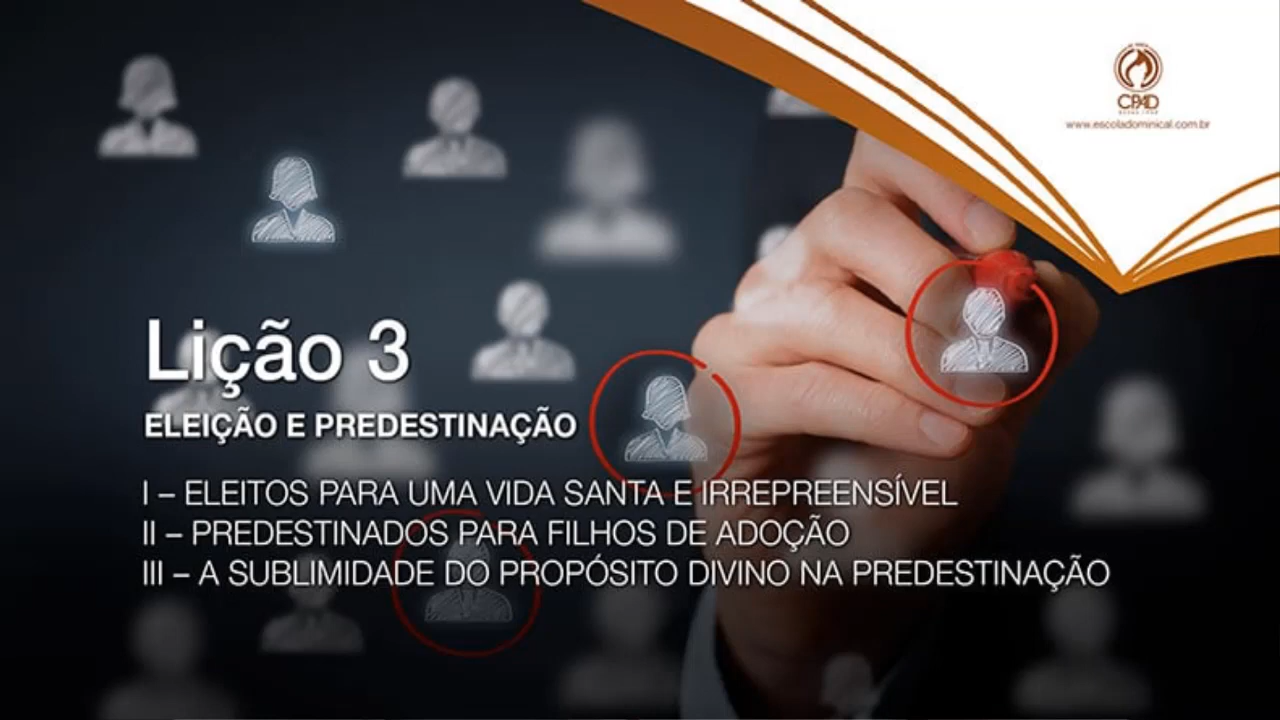 CPAD
www.escoladominical.com.br
Lição 3
ELEIÇÃO E PREDESTINAÇÃO
I – ELEITOS PARA UMA VIDA SANTA E IRREPREENSÍVEL
II – PREDESTINADOS PARA FILHOS DE ADOÇÃO
III – A SUBLIMIDADE DO PROPÓSITO DIVINO NA PREDESTINAÇÃO